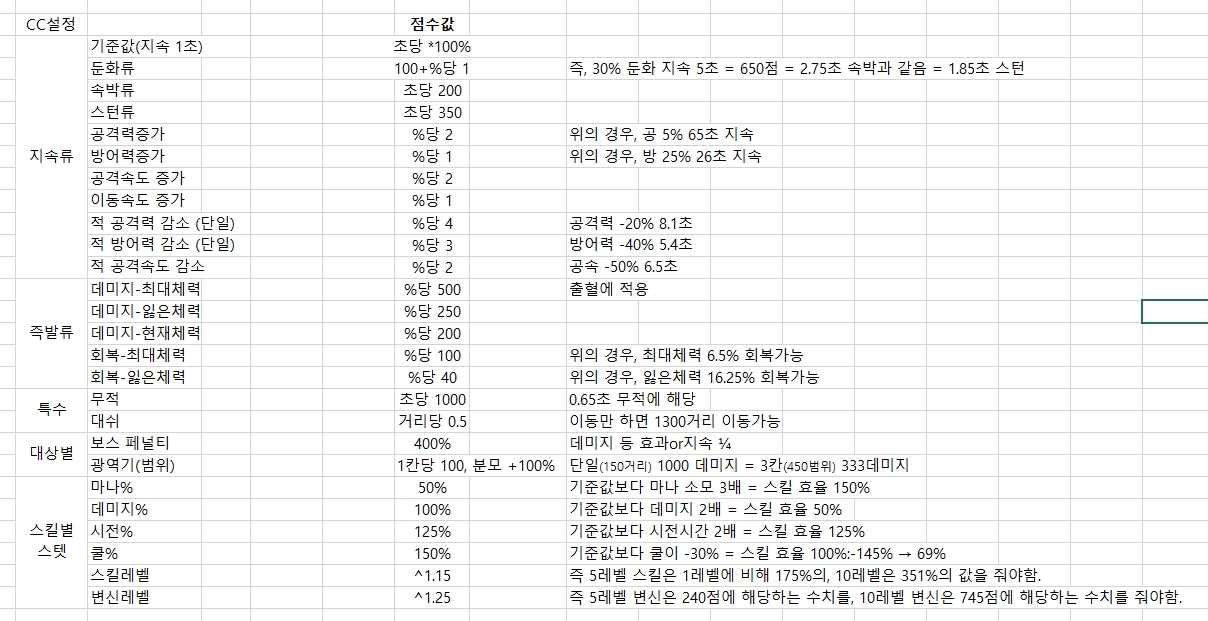 CC설정 점수값
기준값(지속 1초) 초당 *100%
둔화류 100+%당 1 즉, 30% 둔화 지속 5초 = 650점 = 2.75초 속박과 같음 = 1.85초 스턴
속박류 초당 200
스턴류 초당 350
공격력증가 %당 2 위의 경우, 공 5% 65초 지속
지속류 방어력증가 %당 1 위의 경우, 방 25% 26초 지속
공격속도 증가 %당 2
이동속도 증가 %당 1
적 공격력 감소 (단일) %당 4 공격력 -20% 8.1초
적 방어력 감소 (단일) %당 3 방어력 -40% 5.4초
적 공격속도 감소 %당 2 공속 -50% 6.5초
데미지-최대체력 %당 500 출혈에 적용
데미지-잃은체력 %당 250
즉발류 데미지-현재체력 %당 200
회복-최대체력 %당 100 위의 경우, 최대체력 6.5% 회복가능
회복-잃은체력 %당 40 위의 경우, 잃은체력 16.25% 회복가능
특수 무적 초당 1000 0.65초 무적에 해당
대쉬 거리당 0.5 이동만 하면 1300거리 이동가능
대상별 보스 페널티 400% 데미지 등 효과or지속 ¼
광역기(범위) 1칸당 100, 분모 +100% 단일(150거리) 1000 데미지 = 3칸(450범위) 333데미지
마나% 50% 기준값보다 마나 소모 3배 = 스킬 효율 150%
데미지% 100% 기준값보다 데미지 2배 = 스킬 효율 50%
스킬별 스텟 시전% 125% 기준값보다 시전시간 2배 = 스킬 효율 125%
쿨% 150% 기준값보다 쿨이 -30% = 스킬 효율 100%:-145% → 69%
스킬레벨 ^1.15 즉 5레벨 스킬은 1레벨에 비해 175%의, 10레벨은 351%의 값을 줘야함.
변신레벨 ^1.25 즉 5레벨 변신은 240점에 해당하는 수치를, 10레벨 변신은 745점에 해당하는 수치를 줘야함.